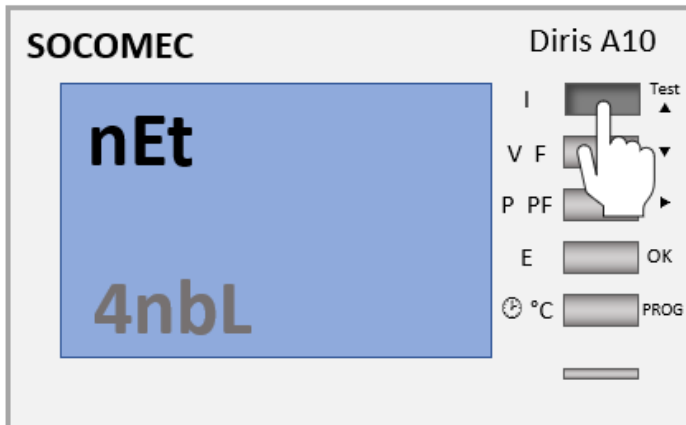 SOCOMEC
Diris A10
nEt
4nbL
I
Test
▲
V F
▼
P PF
►
E
OK
°C
PROG